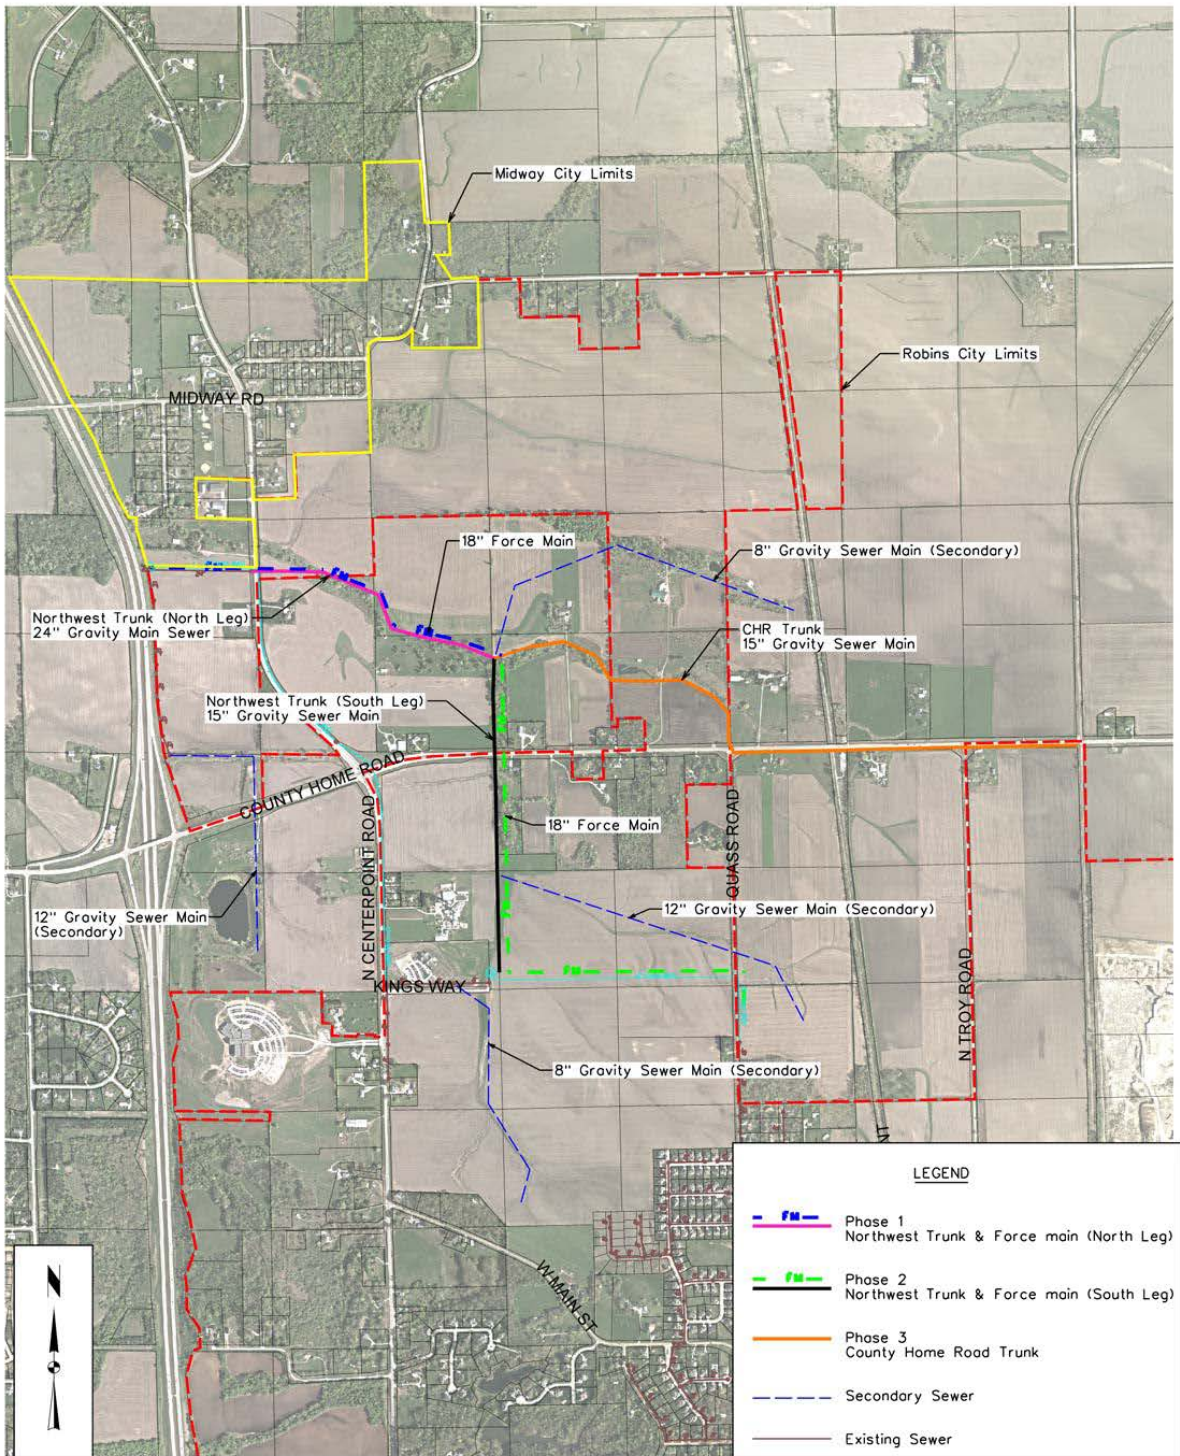 Midway City Limits
Robins City Limits
MIDWAY RD
18" Force Main
8" Gravity Sewer Main (Secondary)
FM
FM
Northwest Trunk (North Leg)
24" Gravity Main Sewer
FM
CHR Trunk
15" Gravity Sewer Main
Northwest Trunk (South Leg)
15" Gravity Sewer Main
COUNTY HOME ROAD
N CENTERPOINT ROAD
18" Force Main
QUASS ROAD
12" Gravity Sewer Main
(Secondary)
12" Gravity Sewer Main (Secondary)
FM
KINGS WAY
N TROY ROAD
8" Gravity Sewer Main (Secondary)
W MAIN ST
N
LEGEND
FM
Phase 1
Northwest Trunk & Force main (North Leg)
FM
Phase 2
Northwest Trunk & Force main (South Leg)
Phase 3
County Home Road Trunk
Secondary Sewer
Existing Sewer